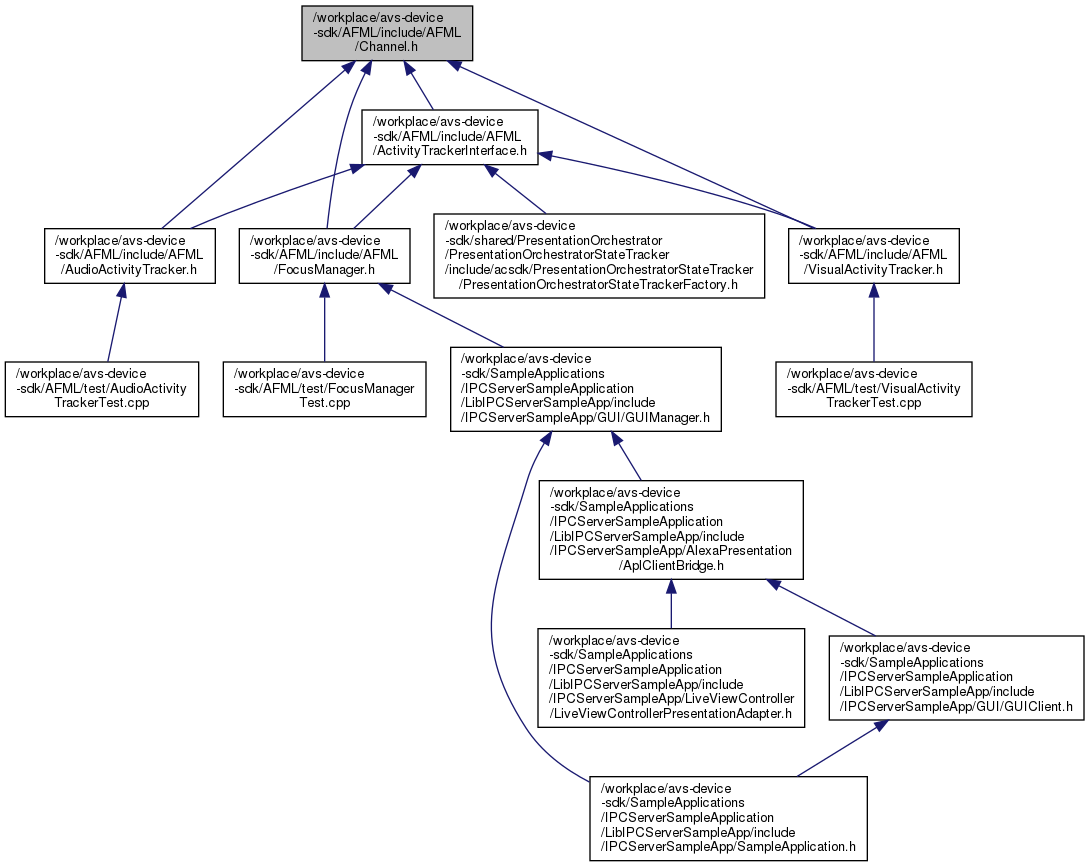 /workplace/avs-device
-sdk/AFML/include/AFML
/Channel.h
/workplace/avs-device
-sdk/AFML/include/AFML
/ActivityTrackerInterface.h
/workplace/avs-device
-sdk/AFML/include/AFML
/AudioActivityTracker.h
/workplace/avs-device
-sdk/AFML/include/AFML
/FocusManager.h
/workplace/avs-device
-sdk/shared/PresentationOrchestrator
/PresentationOrchestratorStateTracker
/include/acsdk/PresentationOrchestratorStateTracker
/PresentationOrchestratorStateTrackerFactory.h
/workplace/avs-device
-sdk/AFML/include/AFML
/VisualActivityTracker.h
/workplace/avs-device
-sdk/AFML/test/AudioActivity
TrackerTest.cpp
/workplace/avs-device
-sdk/AFML/test/FocusManager
Test.cpp
/workplace/avs-device
-sdk/SampleApplications
/IPCServerSampleApplication
/LibIPCServerSampleApp/include
/IPCServerSampleApp/GUI/GUIManager.h
/workplace/avs-device
-sdk/AFML/test/VisualActivity
TrackerTest.cpp
/workplace/avs-device
-sdk/SampleApplications
/IPCServerSampleApplication
/LibIPCServerSampleApp/include
/IPCServerSampleApp/AlexaPresentation
/AplClientBridge.h
/workplace/avs-device
-sdk/SampleApplications
/IPCServerSampleApplication
/LibIPCServerSampleApp/include
/IPCServerSampleApp/LiveViewController
/LiveViewControllerPresentationAdapter.h
/workplace/avs-device
-sdk/SampleApplications
/IPCServerSampleApplication
/LibIPCServerSampleApp/include
/IPCServerSampleApp/GUI/GUIClient.h
/workplace/avs-device
-sdk/SampleApplications
/IPCServerSampleApplication
/LibIPCServerSampleApp/include
/IPCServerSampleApp/SampleApplication.h